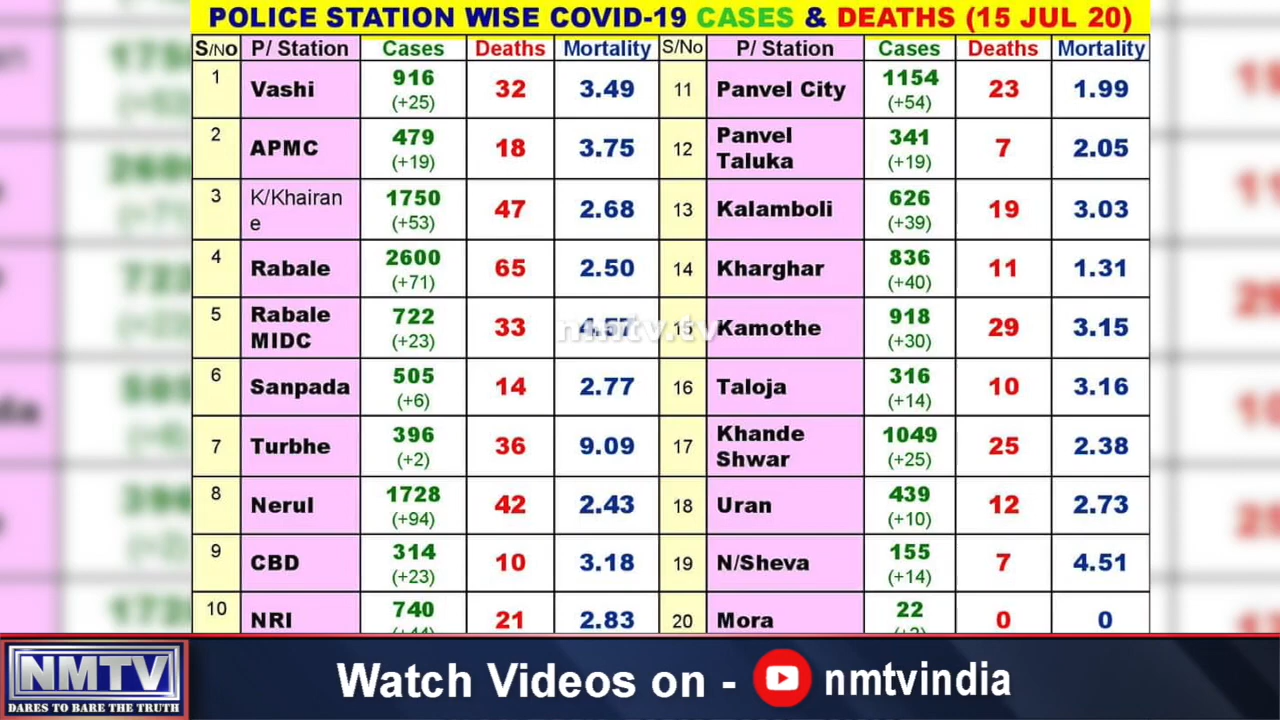 POLICE STATION WISE COVID-19 CASES & DEATHS (15 JUL 20)
S/No P/ Station Cases Deaths Mortality S/No P/ Station Cases Deaths Mortality
1 Vashi 916 (+25) 32 3.49 11 Panvel City 1154 (+54) 23 1.99
2 APMC 479 (+19) 18 3.75 12 Panvel Taluka 341 (+19) 7 2.05
3 K/Khairan e 1750 (+53) 47 2.68 13 Kalamboli 626 (+39) 19 3.03
4 Rabale 2600 (+71) 65 2.50 14 Kharghar 836 (+40) 11 1.31
5 Rabale MIDC 722 (+23) 33 4.57 15 Kamothe 918 (+30) 29 3.15
nmtv.tv
6 Sanpada 505 (+6) 14 2.77 16 Taloja 316 (+14) 10 3.16
7 Turbhe 396 (+2) 36 9.09 17 Khande Shwar 1049 (+25) 25 2.38
8 Nerul 1728 (+94) 42 2.43 18 Uran 439 (+10) 12 2.73
9 CBD 314 (+23) 10 3.18 19 N/Sheva 155 (+14) 7 4.51
10 NRI 740 21 2.83 20 Mora 22 0 0
NMTV
DARES TO BARE THE TRUTH
Watch Videos on - nmtvindia